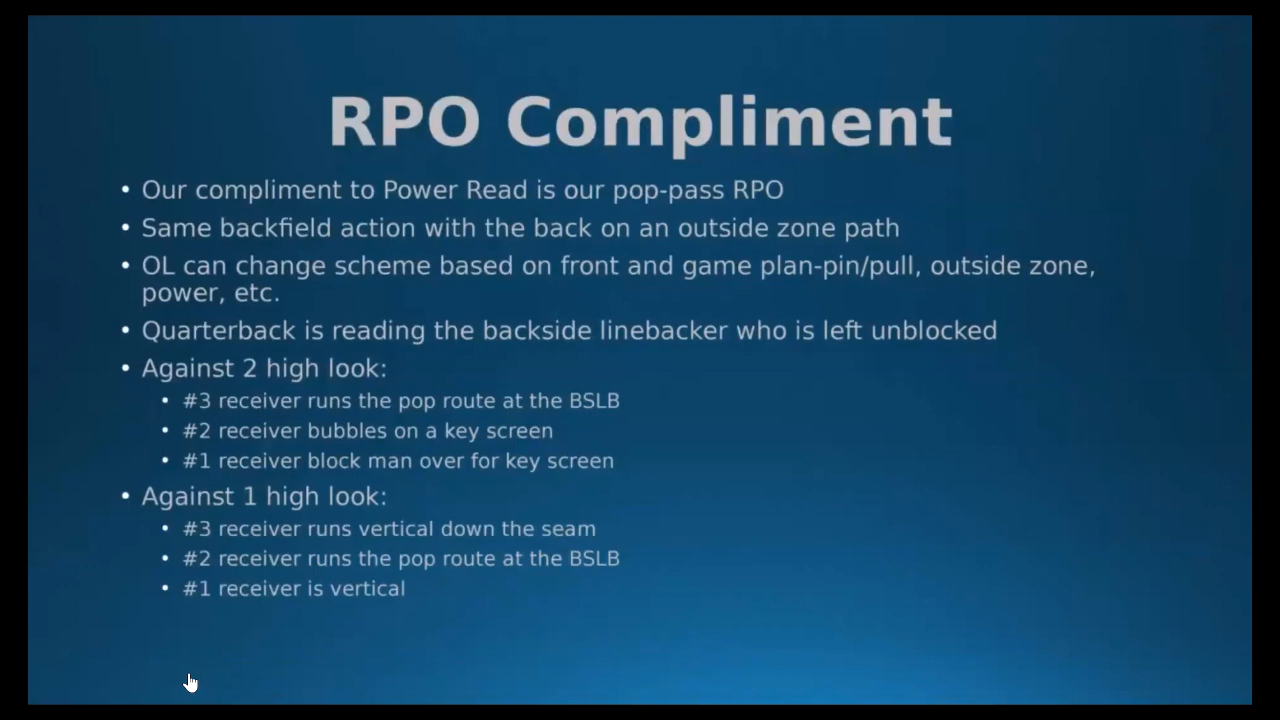 RPO Compliment
• Our compliment to Power Read is our pop-pass RPO
• Same backfield action with the back on an outside zone path
• OL can change scheme based on front and game plan-pin/pull, outside zone,
power, etc.
• Quarterback is reading the backside linebacker who is left unblocked
• Against 2 high look:
• #3 receiver runs the pop route at the BSLB
• #2 receiver bubbles on a key screen
• #1 receiver block man over for key screen
• Against 1 high look:
• #3 receiver runs vertical down the seam
• #2 receiver runs the pop route at the BSLB
• #1 receiver is vertical